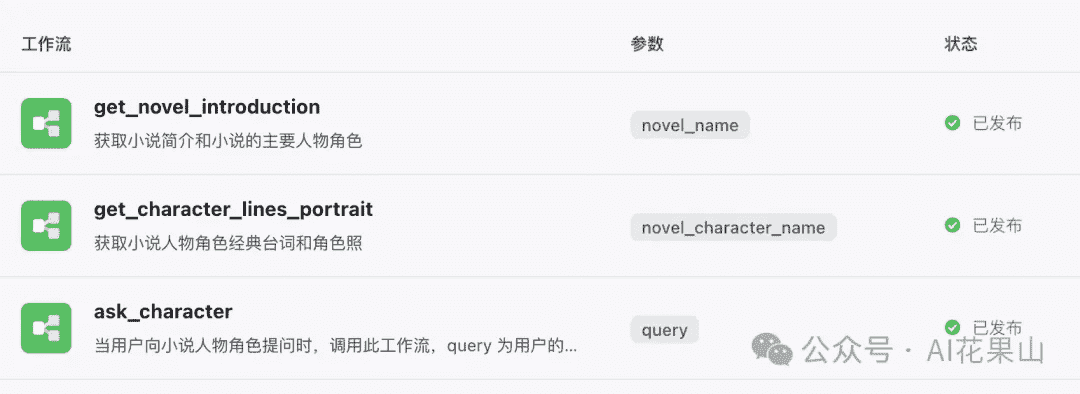 工作流 参数 状态
get_novel_introduction
获取小说简介和小说的主要人物角色
novel_name
已发布
get_character_lines_portrait
获取小说人物角色经典台词和角色照
novel_character_name
已发布
ask_character
当用户向小说人物角色提问时，调用此工作流，query 为用户的...
query
已发布
公众号 · AI花果山